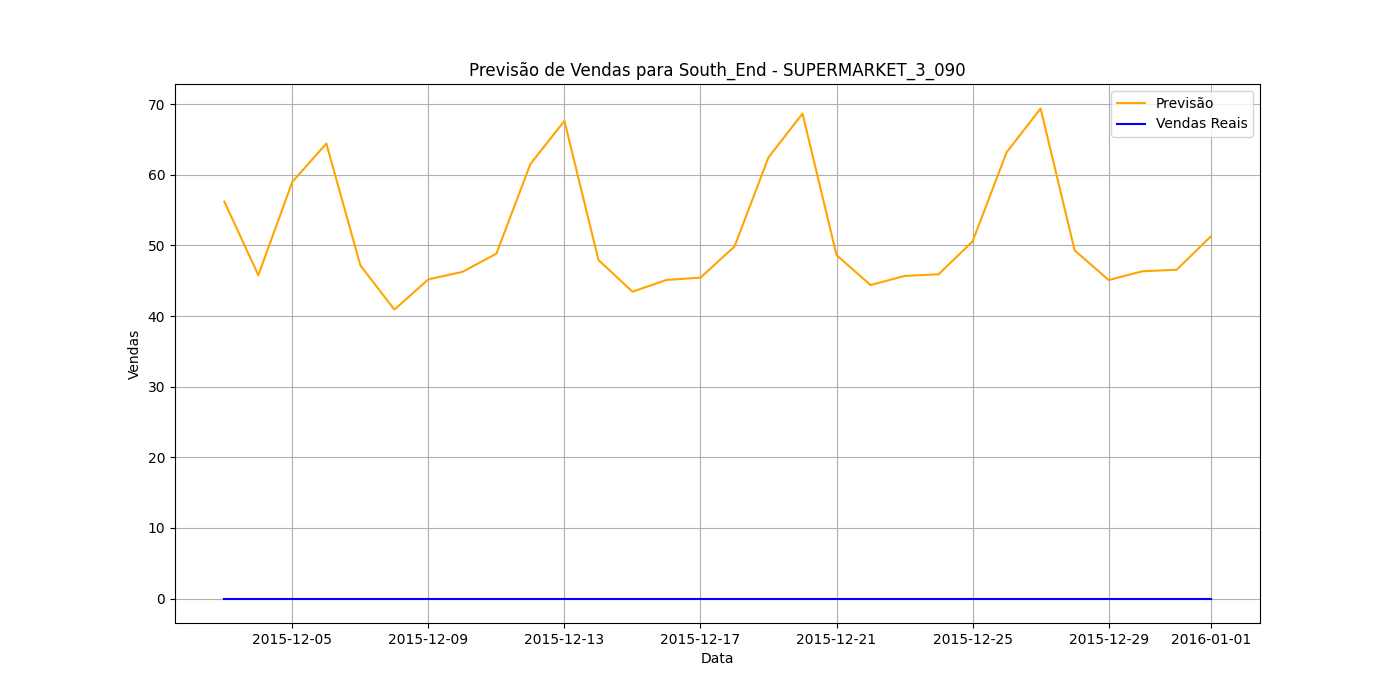 Previsão de Vendas para South_End - SUPERMARKET_3_090
Previsão
Vendas Reais
Vendas
70
60
50
40
30
20
10
0
2015-12-05 2015-12-09 2015-12-13 2015-12-17 2015-12-21 2015-12-25 2015-12-29 2016-01-01
Data